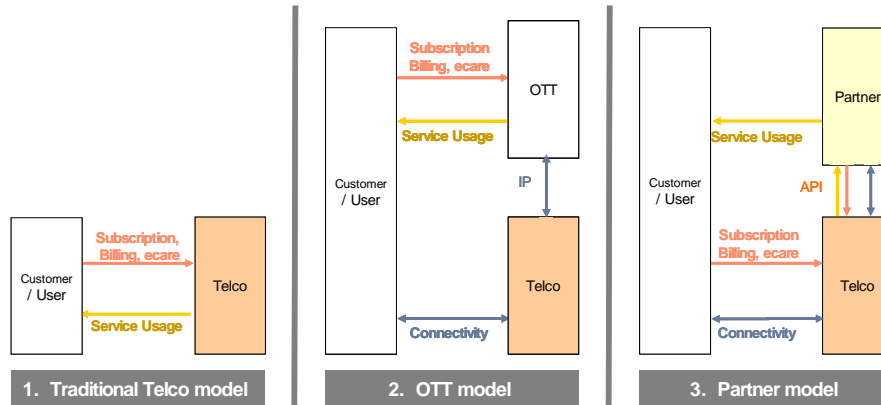 Customer
/ User
Subscription,
Billing, ecare
Service Usage
Telco
1. Traditional Telco model
Customer
/ User
Subscription
Billing, ecare
Service Usage
OTT
IP
Telco
Connectivity
2. OTT model
Customer
/ User
Service Usage
Partner
API
Subscription
Billing, ecare
Telco
Connectivity
3. Partner model